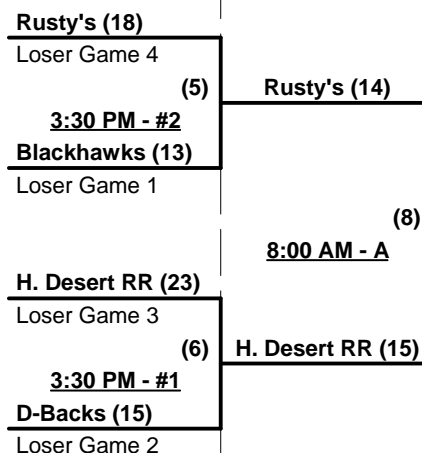 Rusty's (18)
Loser Game 4
(5)
Rusty's (14)
3:30 PM - #2
Blackhawks (13)
Loser Game 1
(8)
8:00 AM - A
H. Desert RR (23)
Loser Game 3
(6)
H. Desert RR (15)
3:30 PM - #1
D-Backs (15)
Loser Game 2